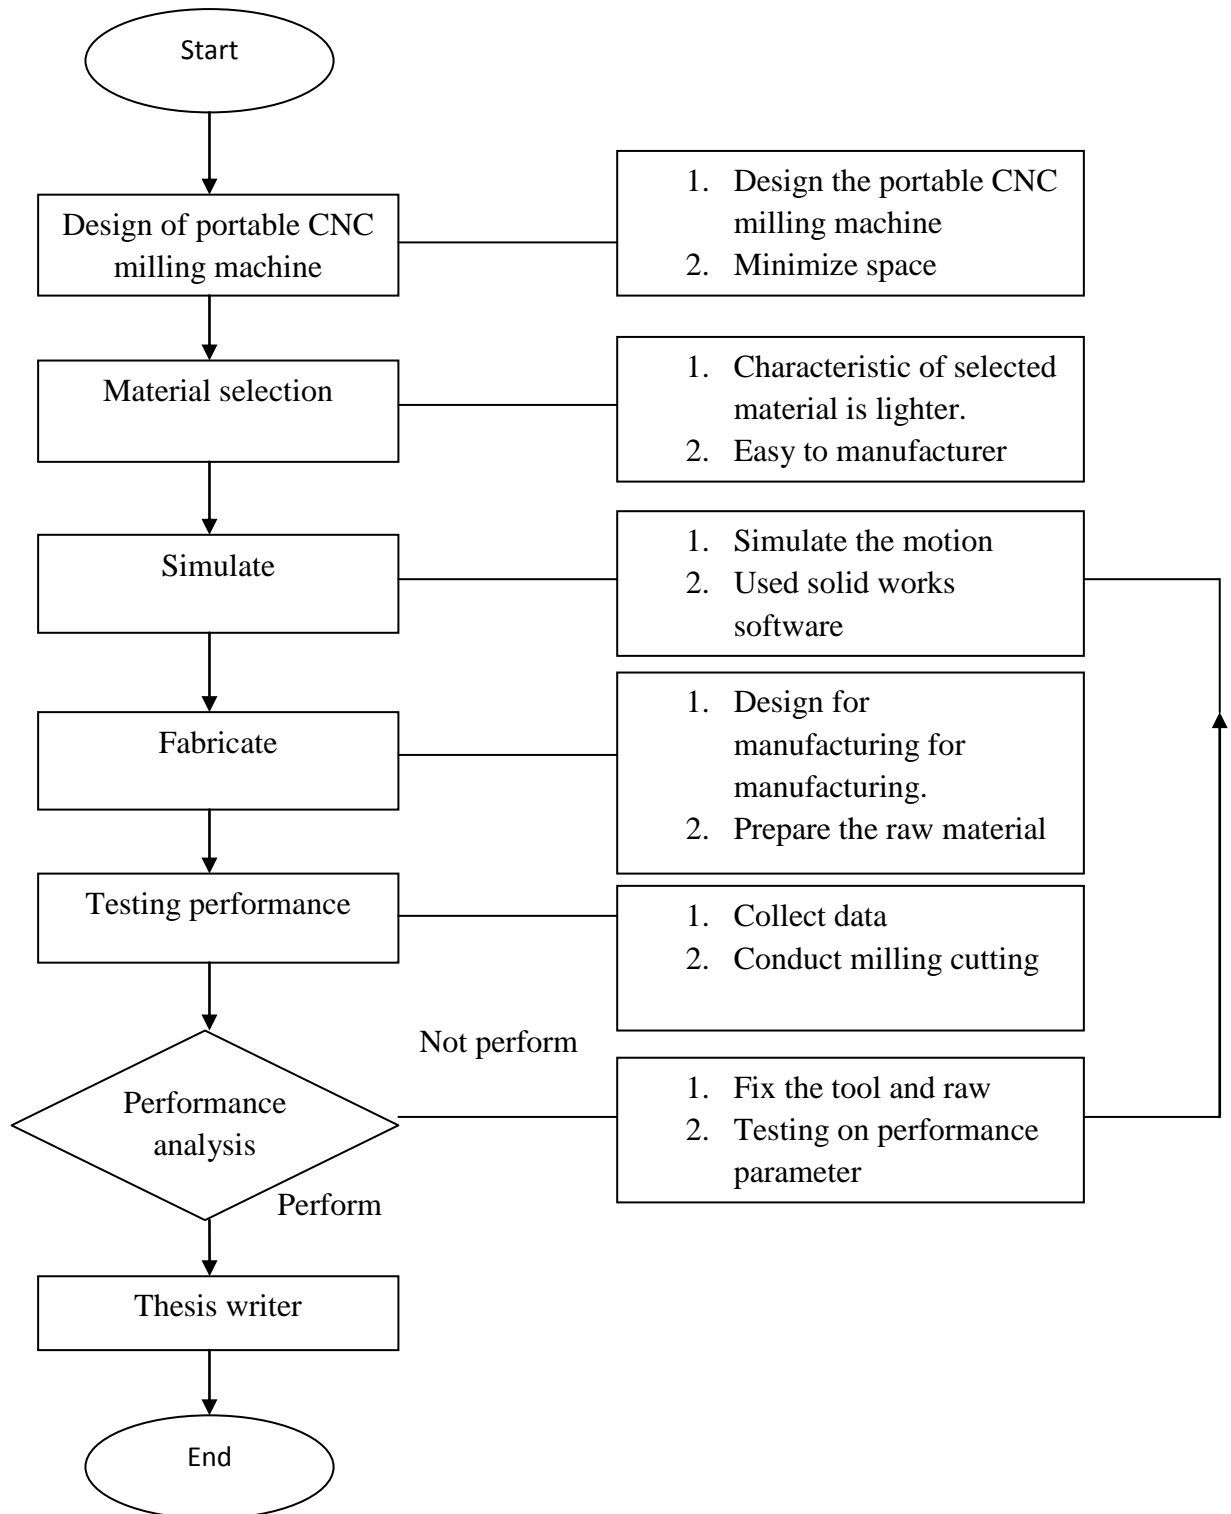 Start
Design of portable CNC
milling machine
1. Design the portable CNC
milling machine
2. Minimize space
Material selection
1. Characteristic of selected
material is lighter.
2. Easy to manufacturer
Simulate
1. Simulate the motion
2. Used solid works
software
Fabricate
1. Design for
manufacturing for
manufacturing.
2. Prepare the raw material
Testing performance
1. Collect data
2. Conduct milling cutting
Performance
analysis
Not perform
1. Fix the tool and raw
2. Testing on performance
parameter
Perform
Thesis writer
End